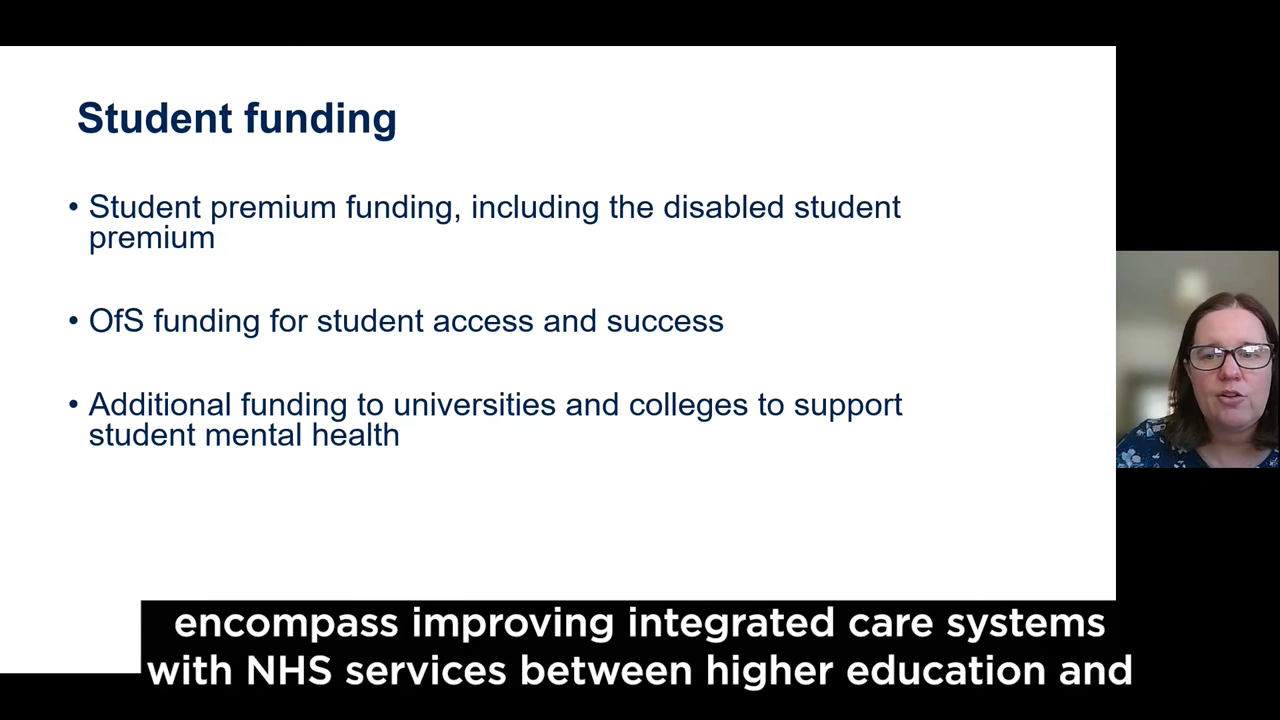 Student funding
• Student premium funding, including the disabled student
premium
• OfS funding for student access and success
• Additional funding to universities and colleges to support
student mental health
encompass improving integrated care systems
with NHS services between higher education and